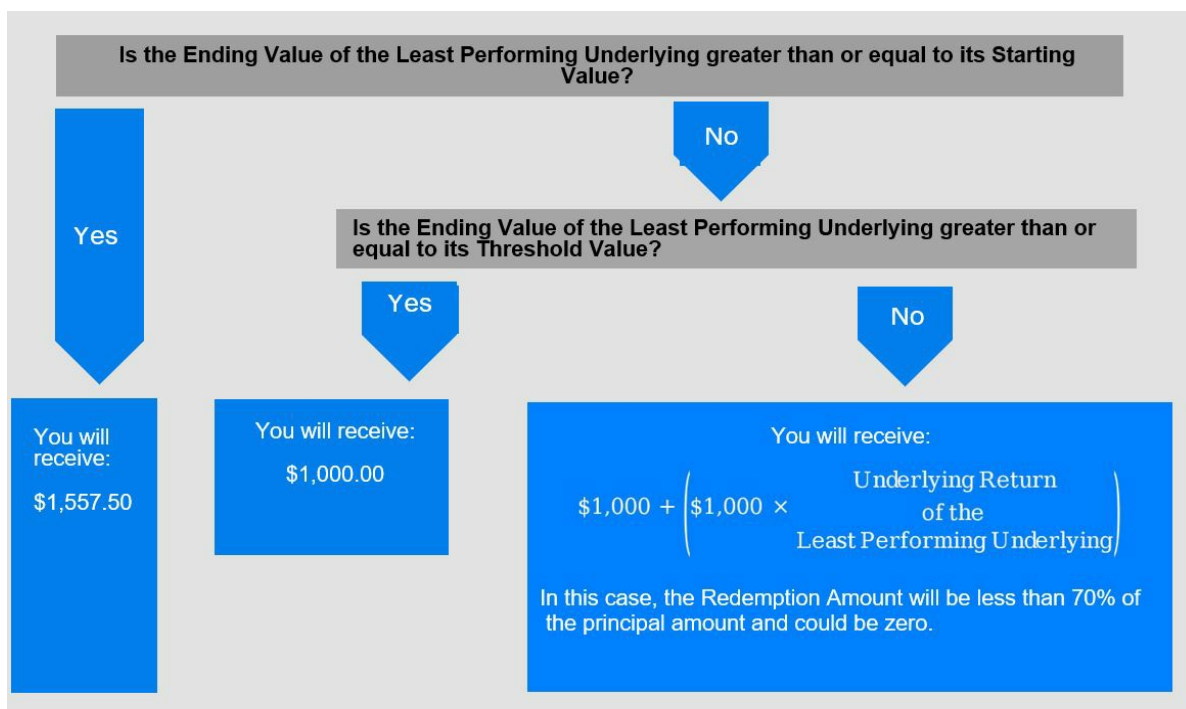 Is the Ending Value of the Least Performing Underlying greater than or equal to its Starting
Value?
No
Yes
Is the Ending Value of the Least Performing Underlying greater than or
equal to its Threshold Value?
Yes
No
You will
receive:
$1,557.50
You will receive:
$1,000.00
You will receive:
$1,000 + ($1,000 × Underlying Return
of the
Least Performing Underlying)
In this case, the Redemption Amount will be less than 70% of
the principal amount and could be zero.